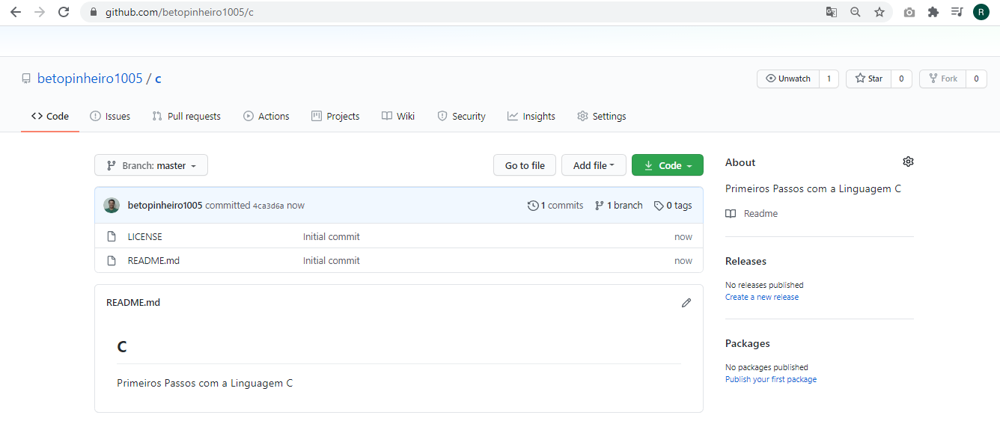 github.com/betopinheiro1005/c
R
betopinheiro1005 / c
Unwatch 1 Star 0 Fork 0
Code Issues Pull requests Actions Projects Wiki Security Insights Settings
Branch: master Go to file Add file Code
betopinheiro1005 committed 4ca3d6a now 1 commits 1 branch 0 tags
LICENSE Initial commit now
README.md Initial commit now
README.md
C
Primeiros Passos com a Linguagem C
About
Primeiros Passos com a Linguagem C
Readme
Releases
No releases published
Create a new release
Packages
No packages published
Publish your first package